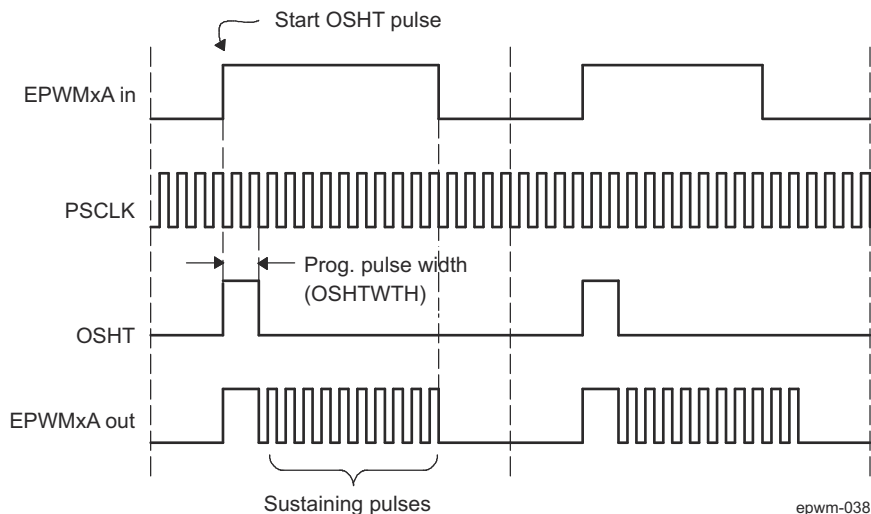 Start OSHT pulse
EPWMxA in
PSCLK
Prog. pulse width
(OSHTWTH)
OSHT
EPWMxA out
Sustaining pulses
epwm-038